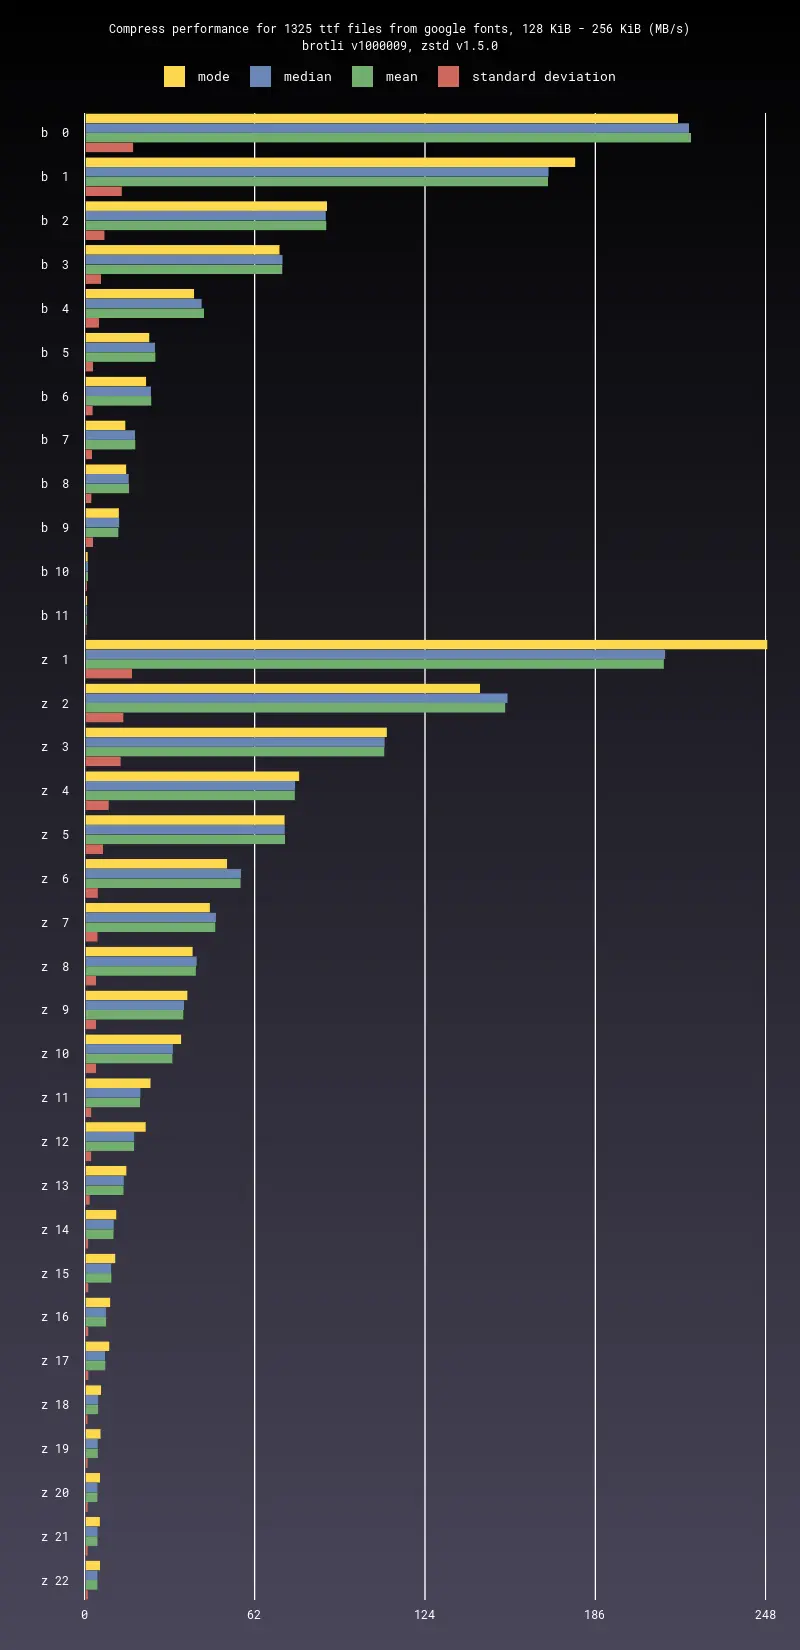 Compress performance for 1325 ttf files from google fonts, 128 KiB - 256 KiB (MB/s)
brotli v1000009, zstd v1.5.0
mode median mean standard deviation
b 0
b 1
b 2
b 3
b 4
b 5
b 6
b 7
b 8
b 9
b 10
b 11
z 1
z 2
z 3
z 4
z 5
z 6
z 7
z 8
z 9
z 10
z 11
z 12
z 13
z 14
z 15
z 16
z 17
z 18
z 19
z 20
z 21
z 22
0 62 124 186 248